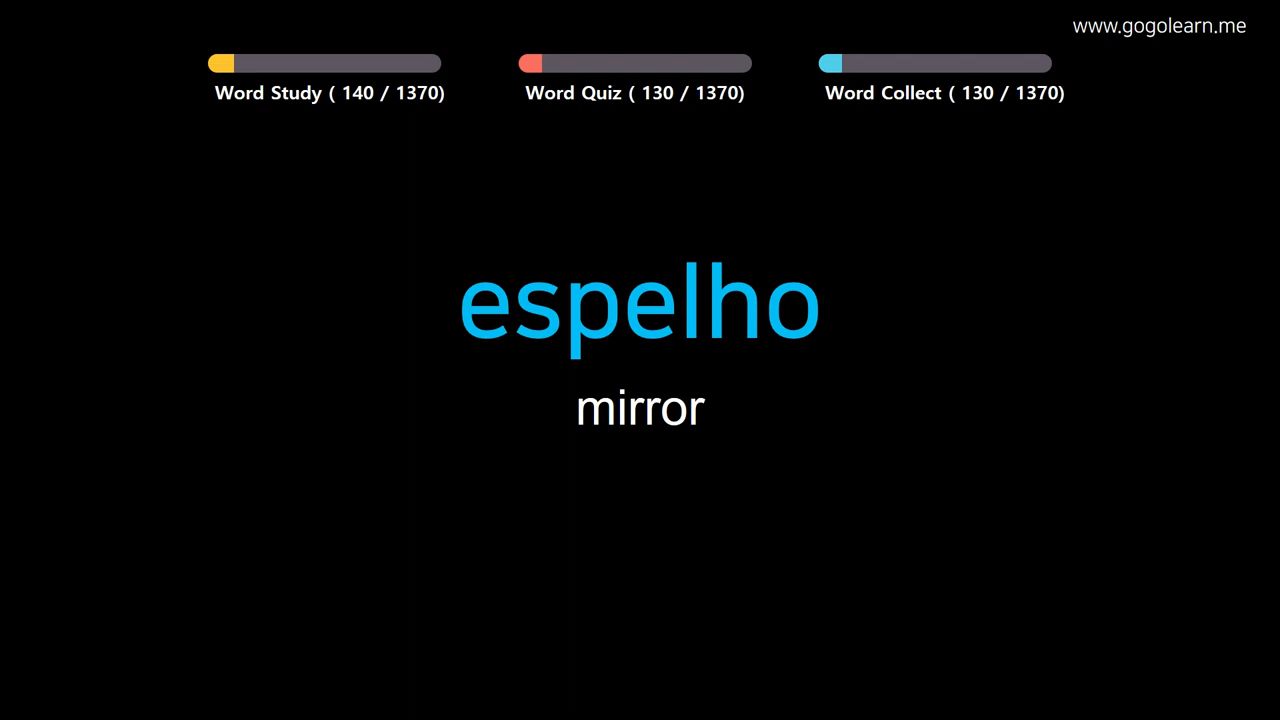 www.gogolearn.me
Word Study ( 140 / 1370)
Word Quiz ( 130 / 1370)
Word Collect ( 130 / 1370)
espelho
mirror